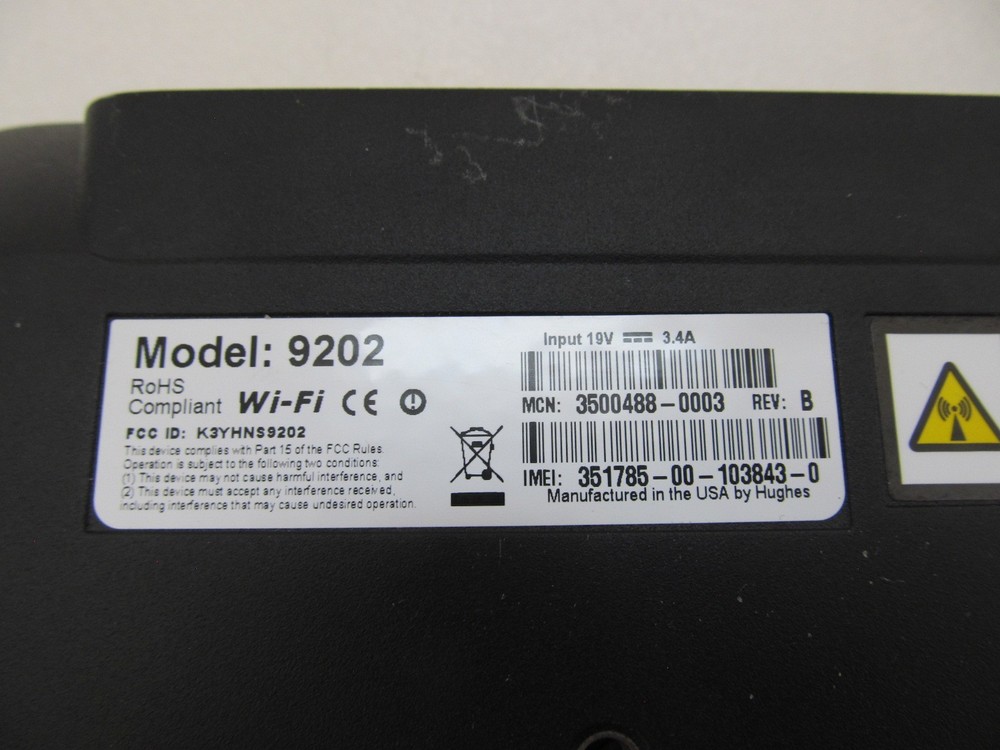 Model: 9202
RoHS
Compliant Wi-Fi CE
FCC ID: K3YHNS9202
This device complies with Part 15 of the FCC Rules.
Operation is subject to the following two conditions:
(1) This device may not cause harmful interference, and
(2) This device must accept any interference received,
including interference that may cause undesired operation.
Input 19V 3.4A
MCN: 3500488-0003 REV: B
IMEI: 351785-00-103843-0
Manufactured in the USA by Hughes